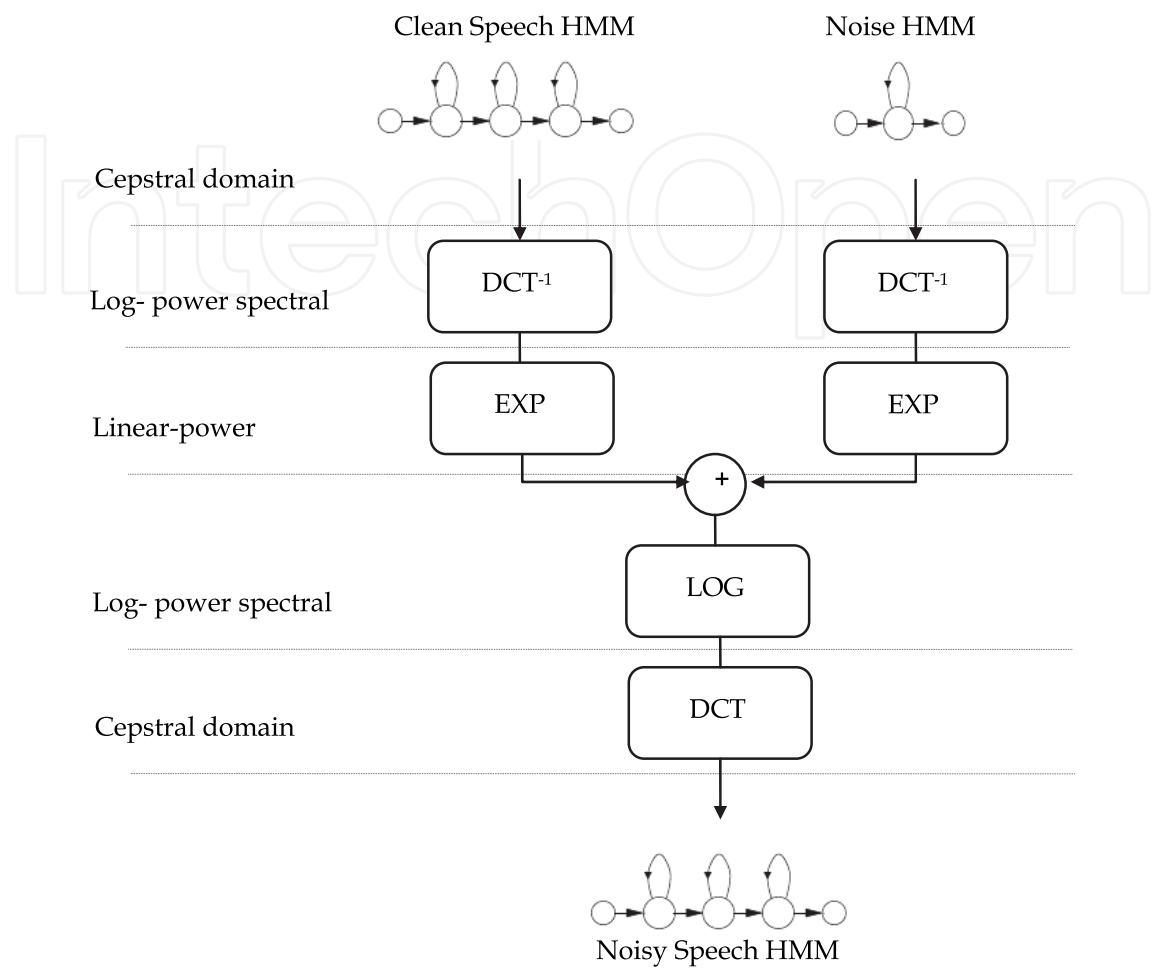 Clean Speech HMM
Noise HMM
IntechOpen
Cepstral domain
DCT-1
DCT-1
Log- power spectral
EXP
EXP
Linear-power
+
LOG
Log- power spectral
DCT
Cepstral domain
Noisy Speech HMM